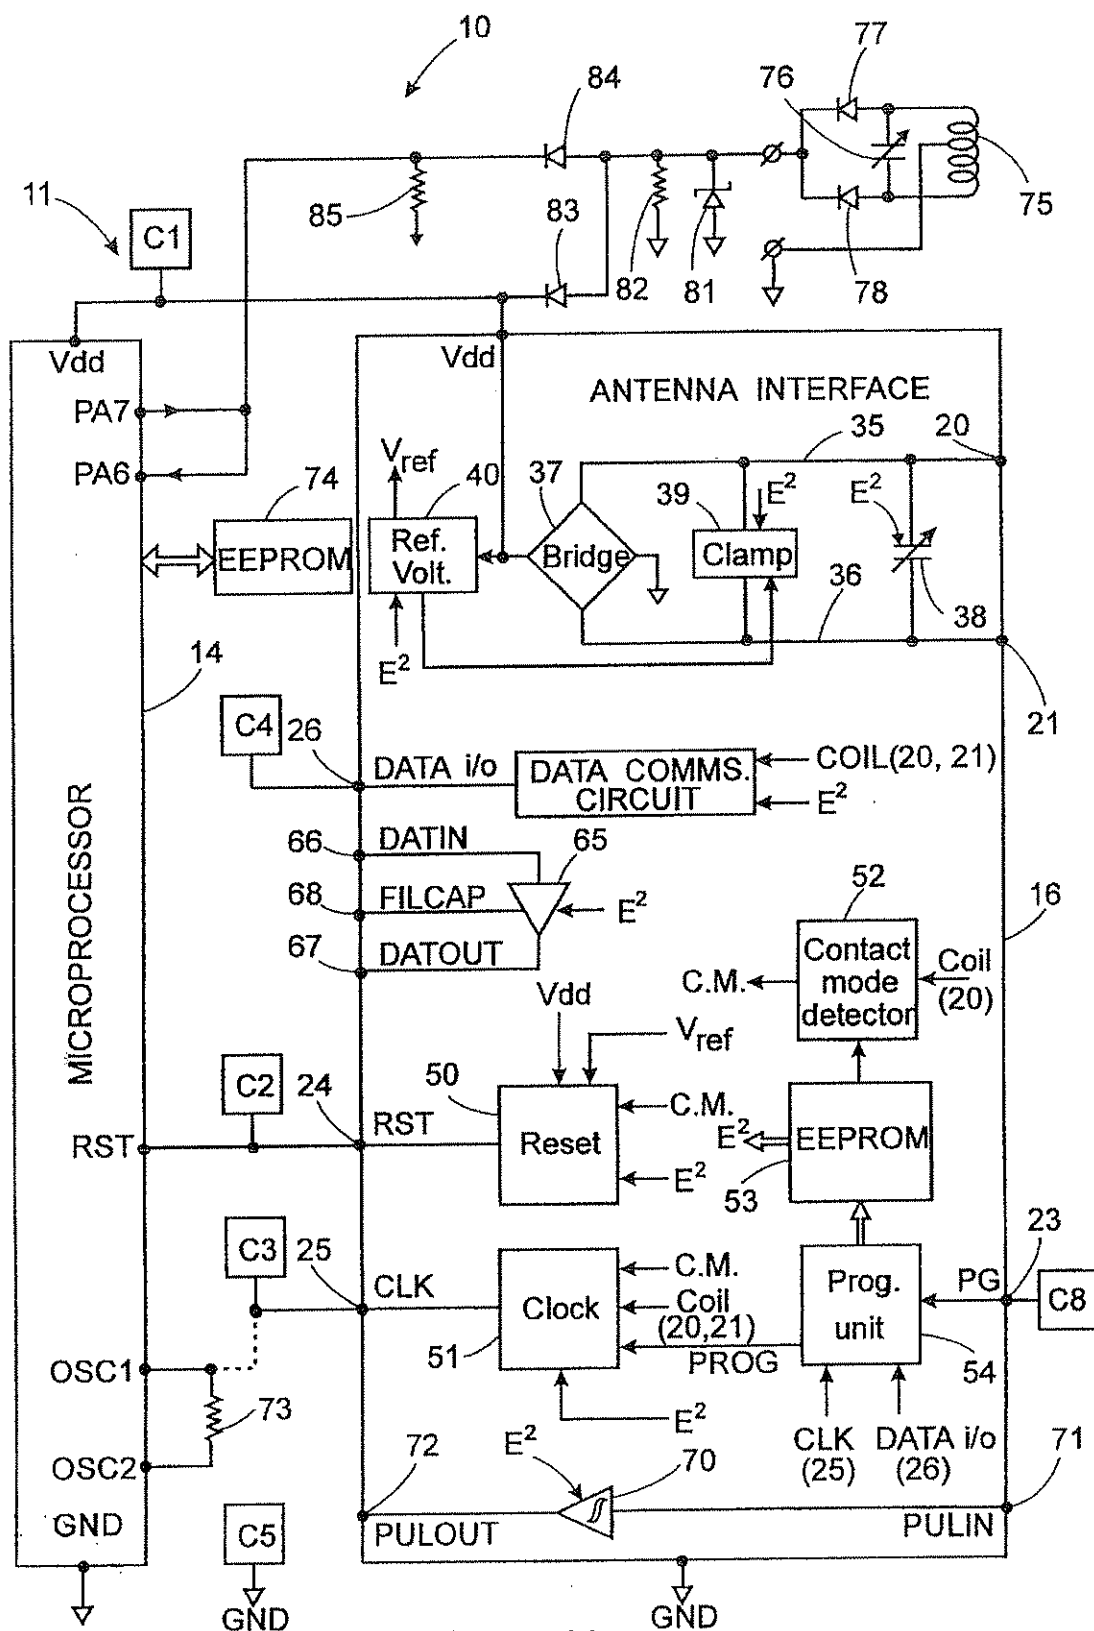 10
77
84
76
11
C1
85
83
82
81
78
75
Vdd
Vdd
ANTENNA INTERFACE
PA7
PA6
Vref
35
20
74
40
37
39
E²
E²
EEPROM
Ref.
Volt.
Bridge
Clamp
36
38
E²
14
21
C4
26
DATA i/o
DATA COMMS.
CIRCUIT
COIL(20, 21)
E²
MICROPROCESSOR
66
DATIN
65
68
FILCAP
E²
52
16
67
DATOUT
C.M.
Contact
mode
detector
Coil
(20)
Vdd
Vref
C2
24
50
RST
RST
Reset
C.M.
E²
E²
EEPROM
53
C3
25
CLK
Clock
51
C.M.
Coil
(20,21)
PROG
Prog.
unit
PG
23
C8
54
OSC1
73
E²
CLK
(25)
DATA i/o
(26)
71
OSC2
72
E²
70
GND
C5
PULOUT
PULIN
GND
GND